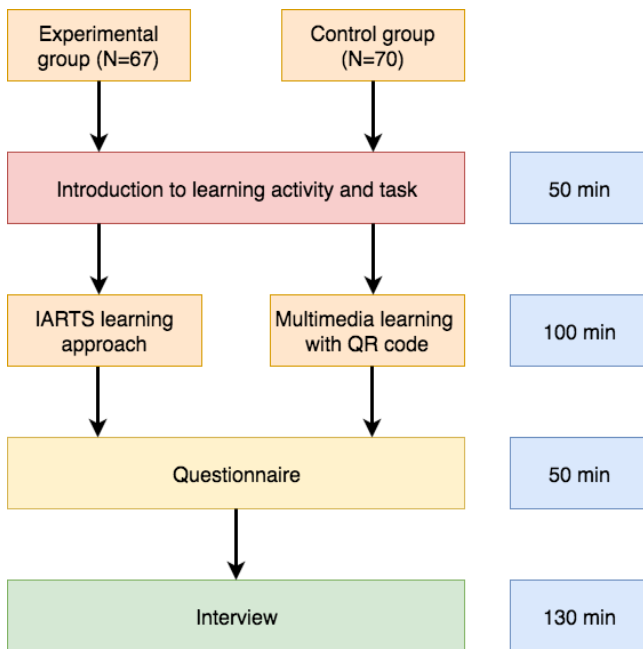 Experimental
group (N=67)
Control group
(N=70)
Introduction to learning activity and task
50 min
IARTS learning
approach
Multimedia learning
with QR code
100 min
Questionnaire
50 min
Interview
130 min